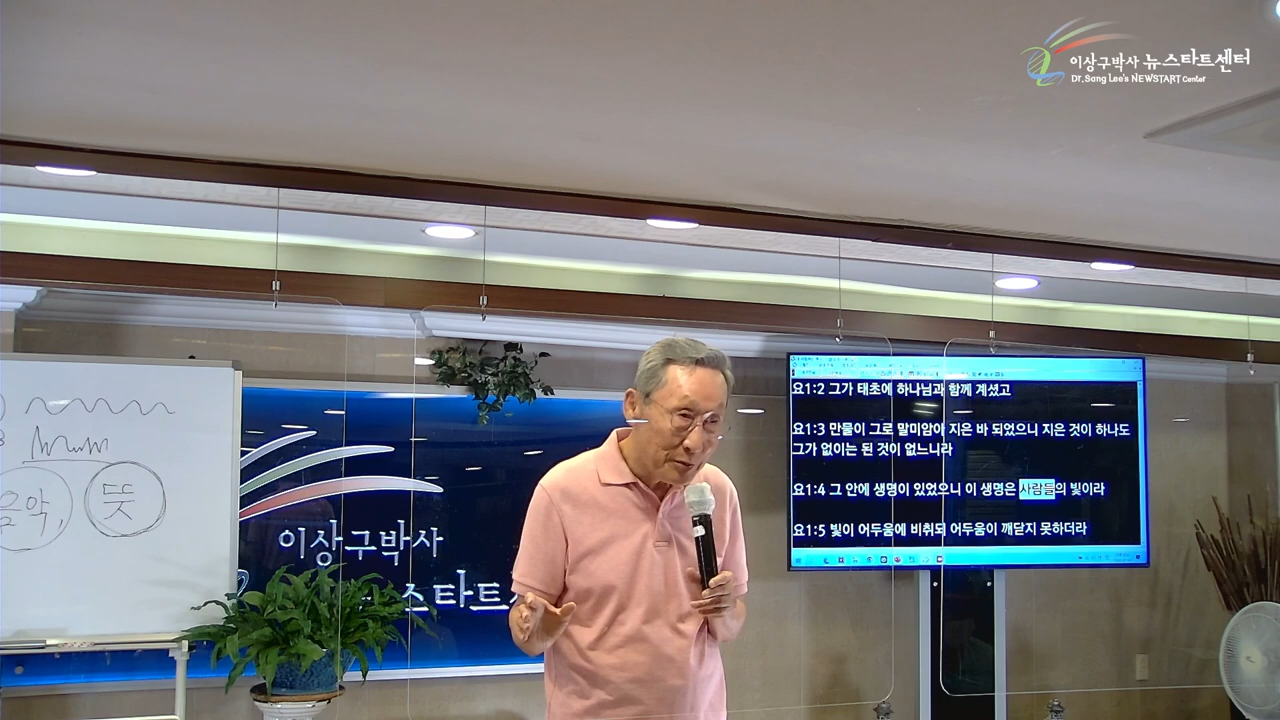 이상구박사 뉴스타트센터
Dr. Sang Lee's NEWSTART Center
뜻
이상구박사
스타트
요1:2 그가 태초에 하나님과 함께 계셨고
요1:3 만물이 그로 말미암아 지은 바 되었으니 지은 것이 하나도
그가 없이는 된 것이 없느니라
요1:4 그 안에 생명이 있었으니 이 생명은 사람들의 빛이라
요1:5 빛이 어두움에 비취되 어두움이 깨닫지 못하더라